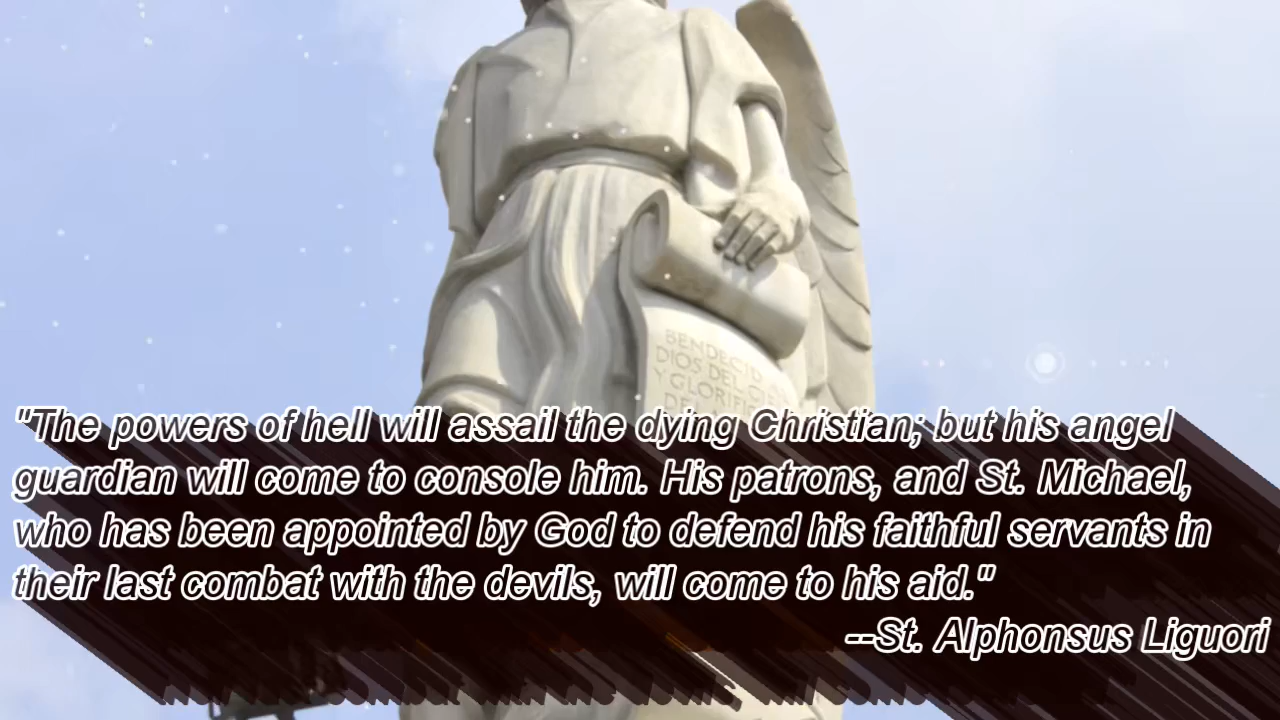 BENDECID A
DIOS DEL CIE
Y GLORIFI
"The powers of hell will assail the dying Christian; but his angel
guardian will come to console him. His patrons, and St. Michael,
who has been appointed by God to defend his faithful servants in
their last combat with the devils, will come to his aid."
--St. Alphonsus Liguori